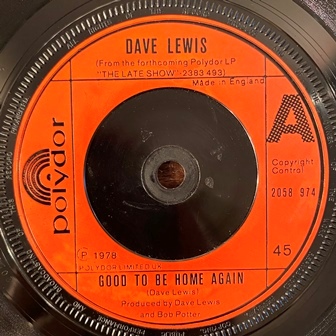 DAVE LEWIS
(From the forthcoming Polydor LP
"THE LATE SHOW"-2383 493)
Made in England
A
polydor
Copyright
Control
2058 974
℗ 1978
POLYDOR LIMITED U.K.
45
GOOD TO BE HOME AGAIN
(Dave Lewis)
Produced by Dave Lewis
and Bob Potter